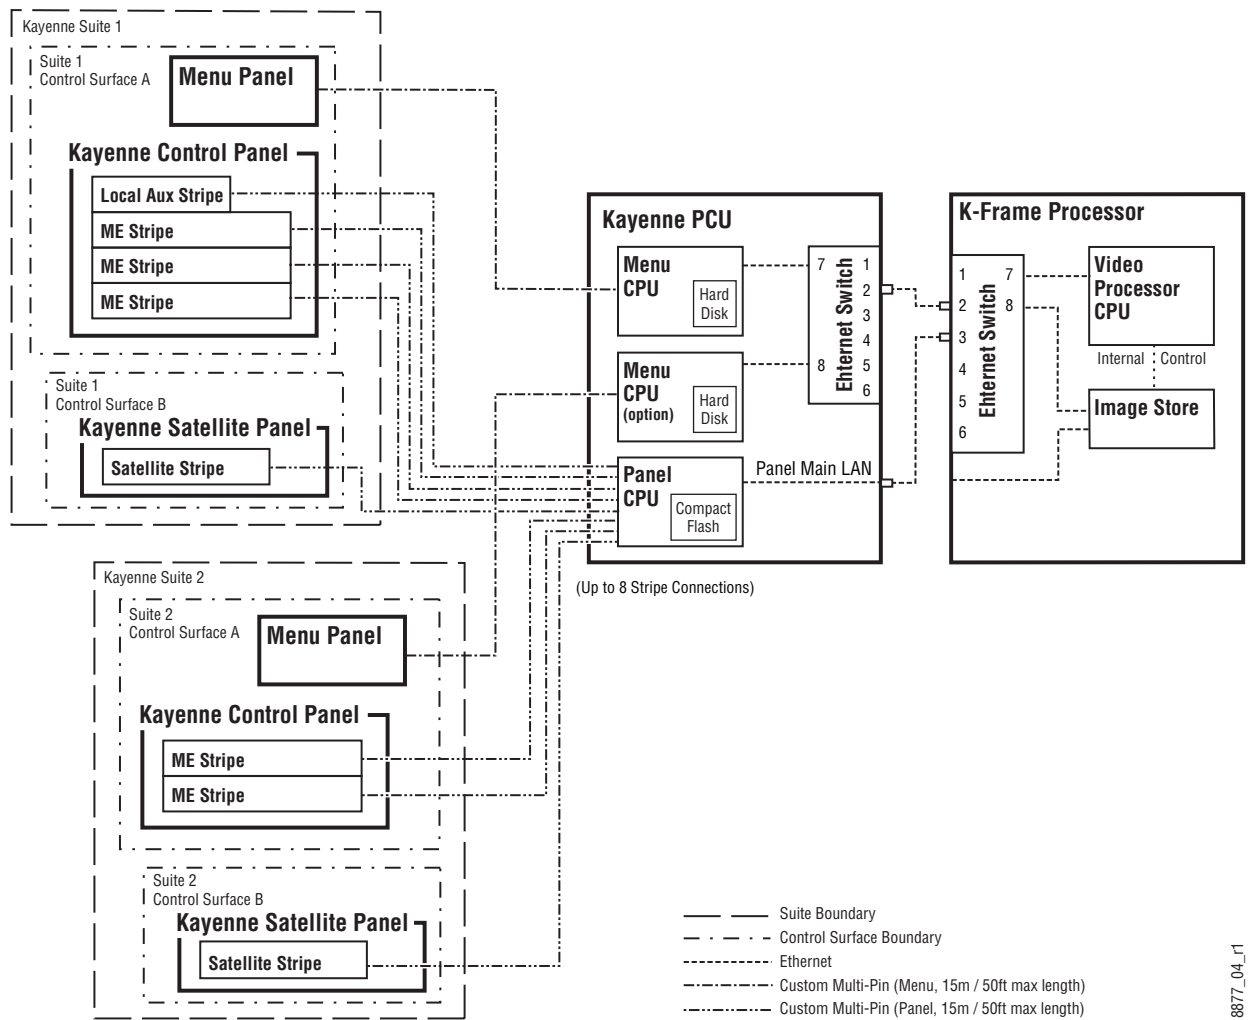 Kayenne Suite 1
Suite 1
Control Surface A
Menu Panel
Kayenne Control Panel
Local Aux Stripe
ME Stripe
ME Stripe
ME Stripe
Suite 1
Control Surface B
Kayenne Satellite Panel
Satellite Stripe
Kayenne Suite 2
Suite 2
Control Surface A
Menu Panel
Kayenne Control Panel
ME Stripe
ME Stripe
Suite 2
Control Surface B
Kayenne Satellite Panel
Satellite Stripe
Kayenne PCU
Menu
CPU
Hard
Disk
Menu
CPU
(option)
Hard
Disk
Panel
CPU
Compact
Flash
Panel Main LAN
7
8
Ehternet Switch
1
2
3
4
5
6
(Up to 8 Stripe Connections)
K-Frame Processor
1
2
3
4
5
6
Ehternet Switch
7
8
Video
Processor
CPU
Internal
Control
Image Store
Suite Boundary
Control Surface Boundary
Ethernet
Custom Multi-Pin (Menu, 15m / 50ft max length)
Custom Multi-Pin (Panel, 15m / 50ft max length)
8877_04_r1